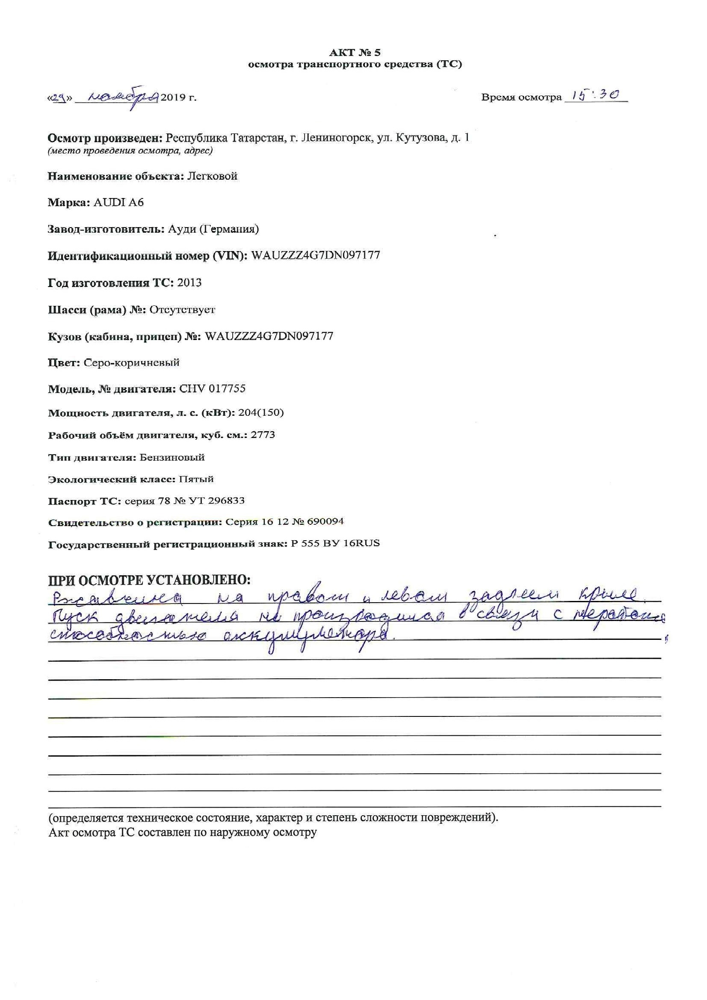 АКТ № 5
осмотра транспортного средства (ТС)
«29» ноября 2019 г. Время осмотра 15:30
Осмотр произведен: Республика Татарстан, г. Лениногорск, ул. Кутузова, д. 1
(место проведения осмотра, адрес)
Наименование объекта: Легковой
Марка: AUDI A6
Завод-изготовитель: Ауди (Германия)
Идентификационный номер (VIN): WAUZZZ4G7DN097177
Год изготовления ТС: 2013
Шасси (рама) №: Отсутствует
Кузов (кабина, прицеп) №: WAUZZZ4G7DN097177
Цвет: Серо-коричневый
Модель, № двигателя: CHV 017755
Мощность двигателя, л. с. (кВт): 204(150)
Рабочий объём двигателя, куб. см.: 2773
Тип двигателя: Бензиновый
Экологический класс: Пятый
Паспорт ТС: серия 78 № УТ 296833
Свидетельство о регистрации: Серия 16 12 № 690094
Государственный регистрационный знак: Р 555 ВУ 16RUS
ПРИ ОСМОТРЕ УСТАНОВЛЕНО:
Ржавчина на правом и левом заднем крыле.
Пуск двигателя не производился в связи с неработо
способностью аккумулятора.
(определяется техническое состояние, характер и степень сложности повреждений).
Акт осмотра ТС составлен по наружному осмотру